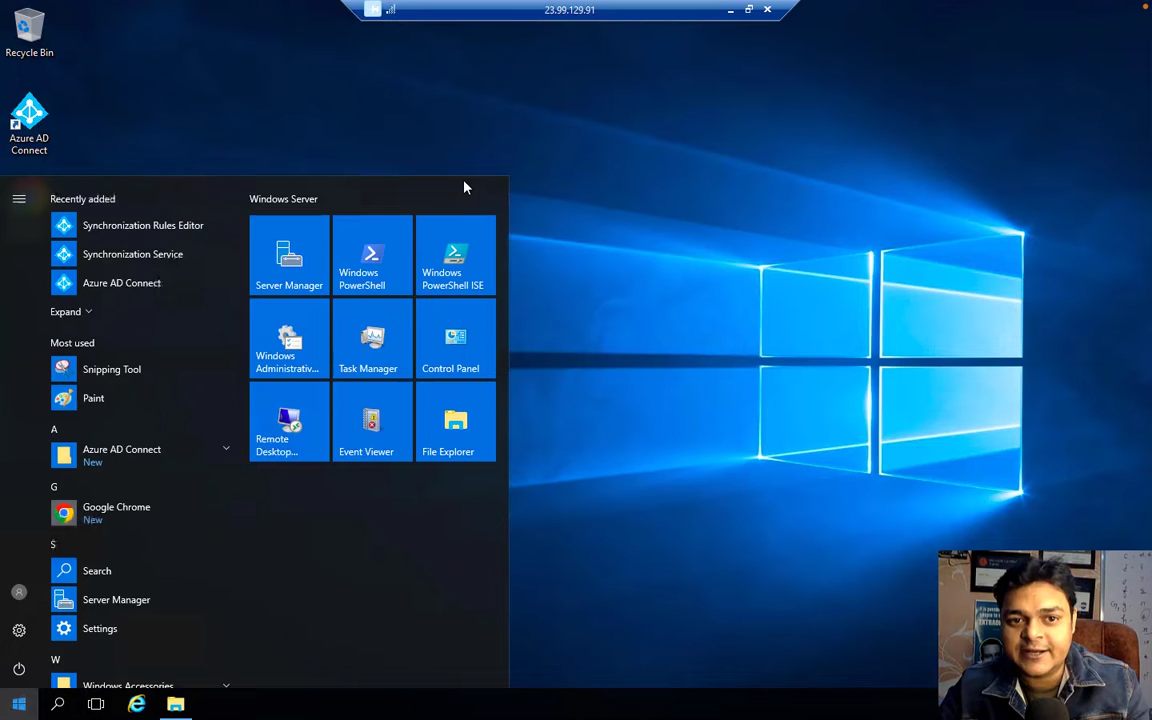 23.99.129.91
Recycle Bin
Azure AD
Connect
Recently added
Synchronization Rules Editor
Synchronization Service
Azure AD Connect
Expand
Most used
Snipping Tool
Paint
A
Azure AD Connect
New
G
Google Chrome
New
S
Search
Server Manager
Settings
W
Windows Accessories
Windows Server
Server Manager
Windows
PowerShell
Windows
PowerShell ISE
Windows
Administrativ...
Task Manager
Control Panel
Remote
Desktop...
Event Viewer
File Explorer
EXTRAO